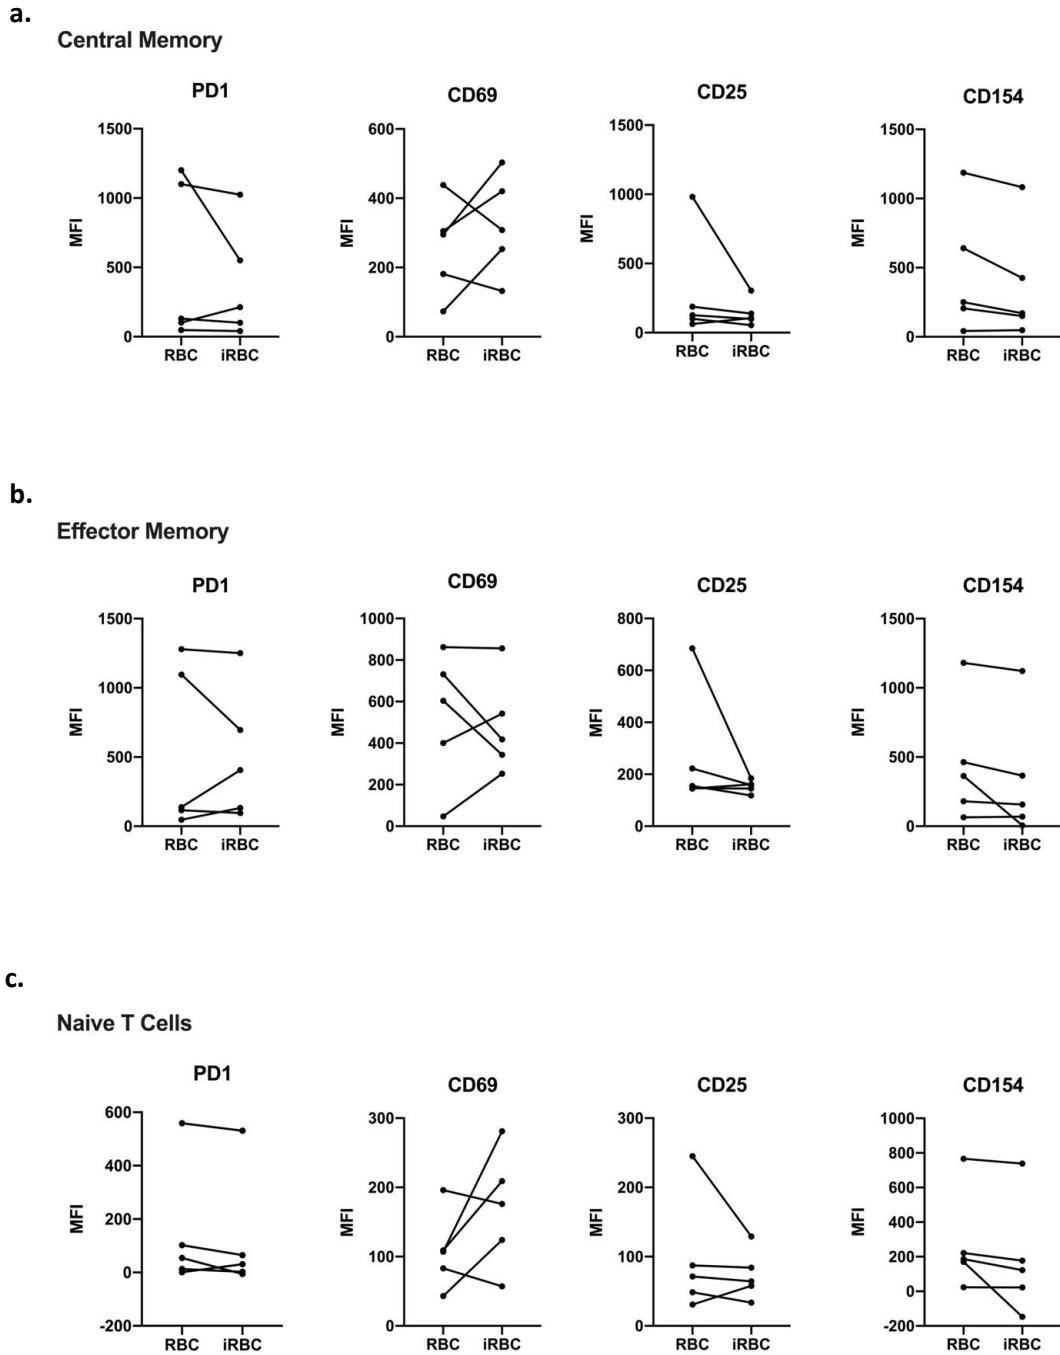 a.
Central Memory
PD1 CD69 CD25 CD154
MFI
1500
1000
500
0
RBC iRBC
MFI
600
400
200
0
RBC iRBC
MFI
1500
1000
500
0
RBC iRBC
MFI
1500
1000
500
0
RBC iRBC
b.
Effector Memory
PD1 CD69 CD25 CD154
MFI
1500
1000
500
0
RBC iRBC
MFI
1000
800
600
400
200
0
RBC iRBC
MFI
800
600
400
200
0
RBC iRBC
MFI
1500
1000
500
0
RBC iRBC
c.
Naive T Cells
PD1 CD69 CD25 CD154
MFI
600
400
200
0
-200
RBC iRBC
MFI
300
200
100
0
RBC iRBC
MFI
300
200
100
0
RBC iRBC
MFI
1000
800
600
400
200
0
-200
RBC iRBC